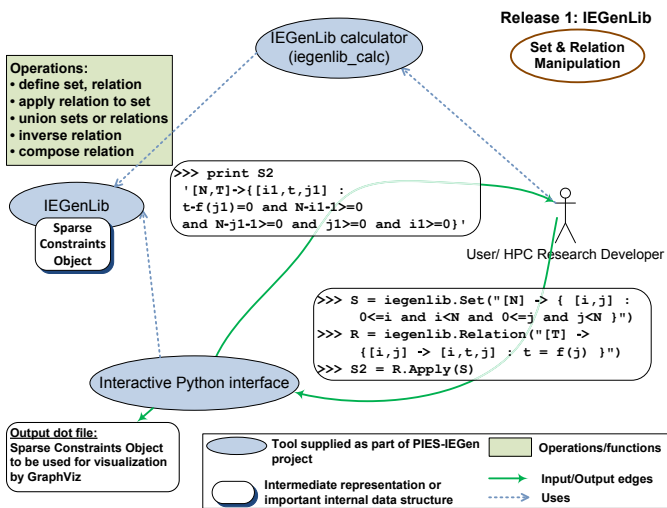 Release 1: IEGenLib
IEGenLib calculator
(iegenlib_calc)
Set & Relation
Manipulation
Operations:
• define set, relation
• apply relation to set
• union sets or relations
• inverse relation
• compose relation
>>> print S2
'[N,T]->{[i1,t,j1] :
t-f(j1)=0 and N-i1-1>=0
and N-j1-1>=0 and j1>=0 and i1>=0}'
IEGenLib
Sparse
Constraints
Object
User/ HPC Research Developer
>>> S = iegenlib.Set("[N] -> { [i,j] :
0<=i and i<N and 0<=j and j<N }")
>>> R = iegenlib.Relation("[T] ->
{[i,j] -> [i,t,j] : t = f(j) }")
>>> S2 = R.Apply(S)
Interactive Python interface
Output dot file:
Sparse Constraints Object
to be used for visualization
by GraphViz
Tool supplied as part of PIES-IEGen
project
Operations/functions
Intermediate representation or
important internal data structure
Input/Output edges
Uses